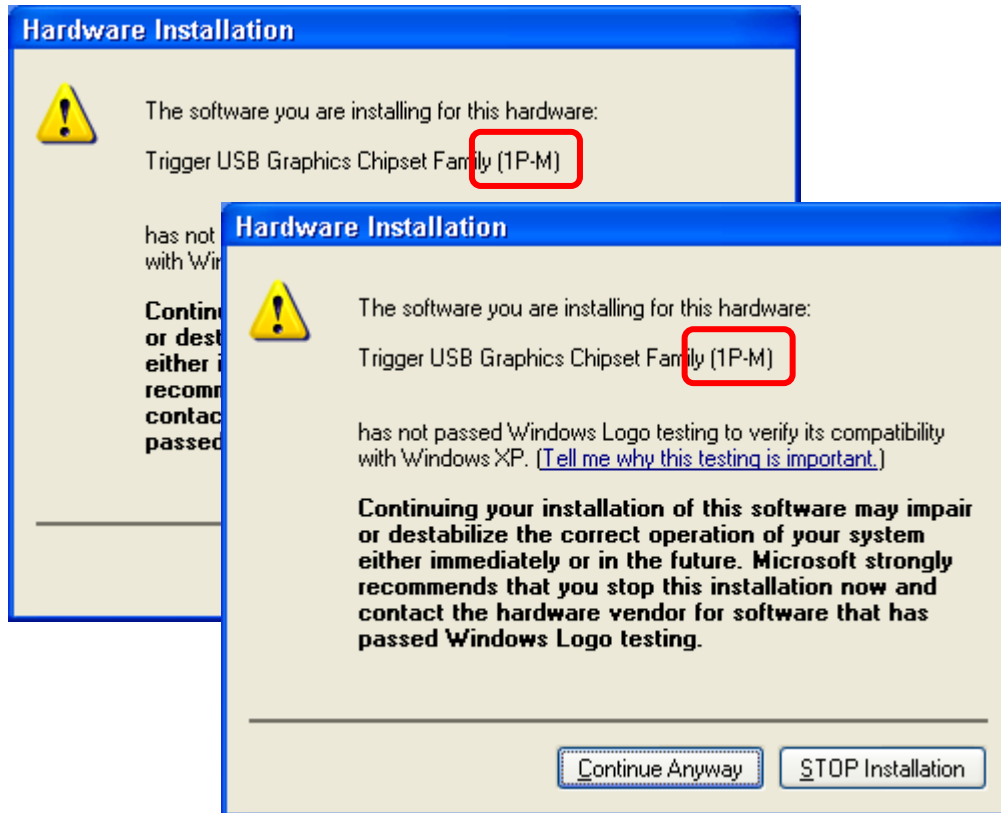 Hardware Installation
The software you are installing for this hardware:
Trigger USB Graphics Chipset Family (1P-M)
has not
with
or
either
passed
Hardware Installation
The software you are installing for this hardware:
Trigger USB Graphics Chipset Family (1P-M)
has not passed Windows Logo testing to verify its compatibility
with Windows XP. (Tell me why this testing is important.)
Continuing your installation of this software may impair
or destabilize the correct operation of your system
either immediately or in the future. Microsoft strongly
recommends that you stop this installation now and
contact the hardware vendor for software that has
passed Windows Logo testing.
Continue Anyway
STOP Installation